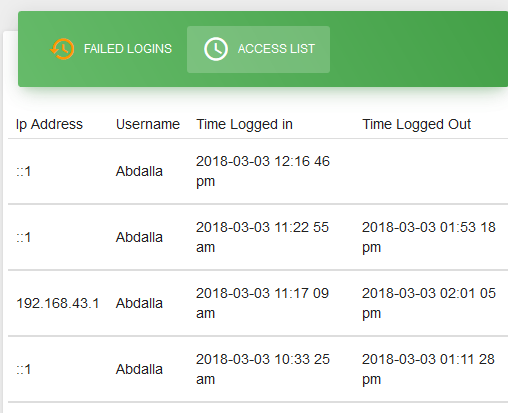 FAILED LOGINS ACCESS LIST
Ip Address Username Time Logged in Time Logged Out
::1 Abdalla 2018-03-03 12:16:46 pm
::1 Abdalla 2018-03-03 11:22:55 am 2018-03-03 01:53:18 pm
192.168.43.1 Abdalla 2018-03-03 11:17:09 am 2018-03-03 02:01:05 pm
::1 Abdalla 2018-03-03 10:33:25 am 2018-03-03 01:11:28 pm